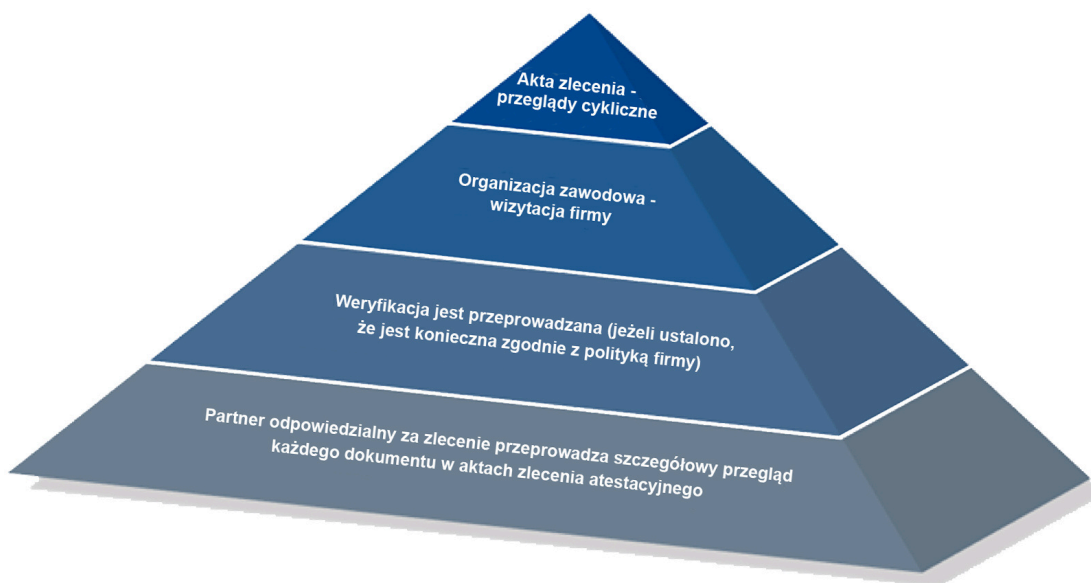 Akta zlecenia -
przeglądy cykliczne
Organizacja zawodowa -
wizytacja firmy
Weryfikacja jest przeprowadzana (jeżeli ustalono,
że jest konieczna zgodnie z polityką firmy)
Partner odpowiedzialny za zlecenie przeprowadza szczegółowy przegląd
każdego dokumentu w aktach zlecenia atestacyjnego